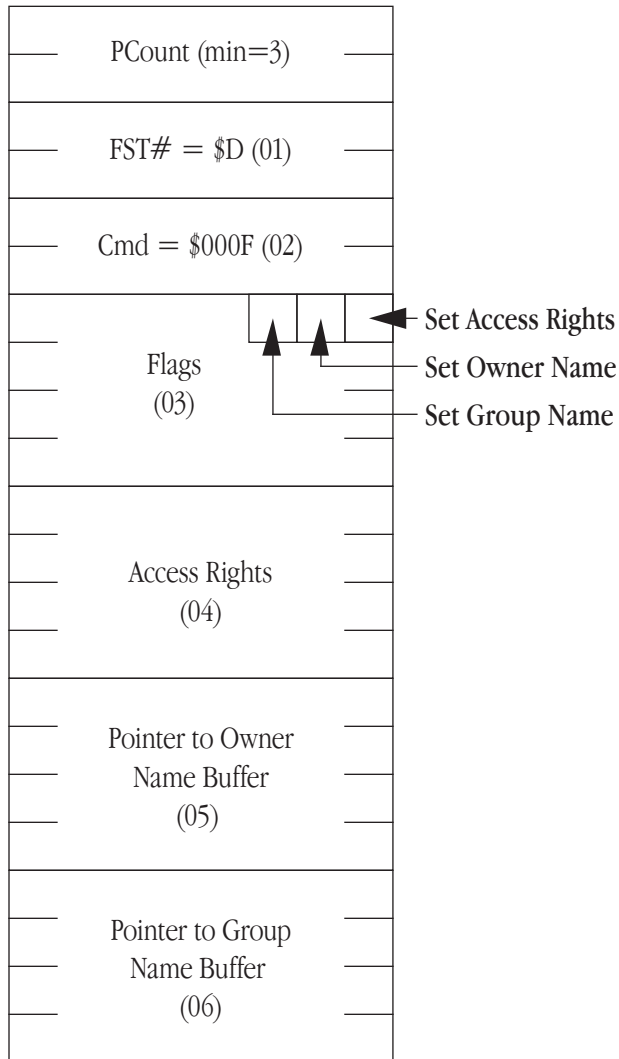 PCount (min=3)
FST# = $D (01)
Cmd = $000F (02)
Set Access Rights
Set Owner Name
Set Group Name
Flags
(03)
Access Rights
(04)
Pointer to Owner
Name Buffer
(05)
Pointer to Group
Name Buffer
(06)